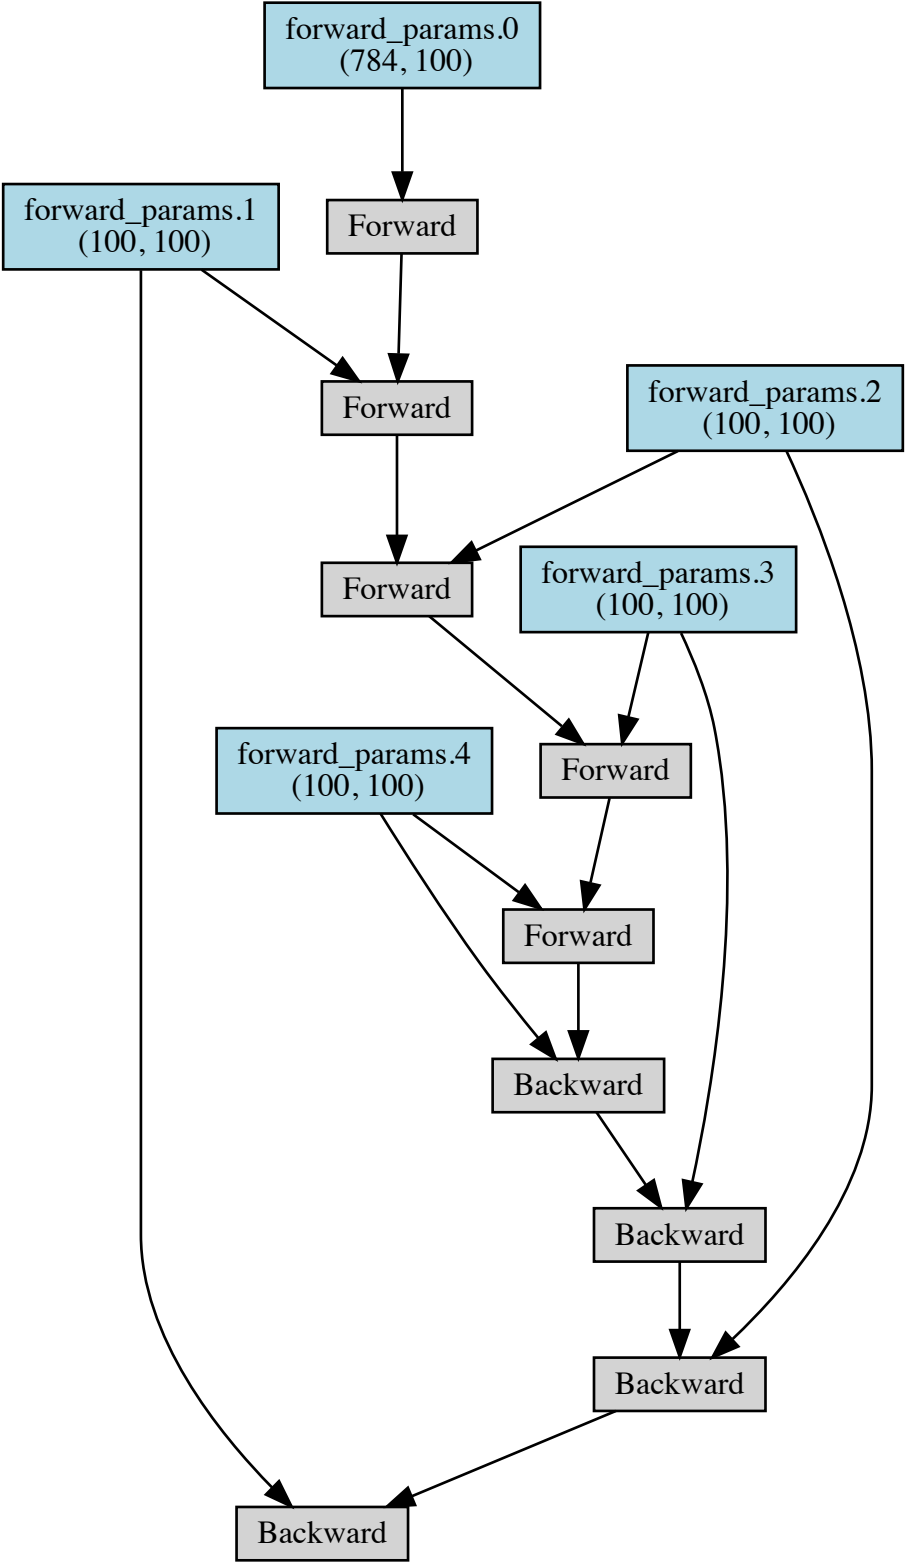 forward_params.0
(784, 100)
forward_params.1
(100, 100)
Forward
forward_params.2
(100, 100)
Forward
forward_params.3
(100, 100)
Forward
forward_params.4
(100, 100)
Forward
Forward
Backward
Backward
Backward
Backward